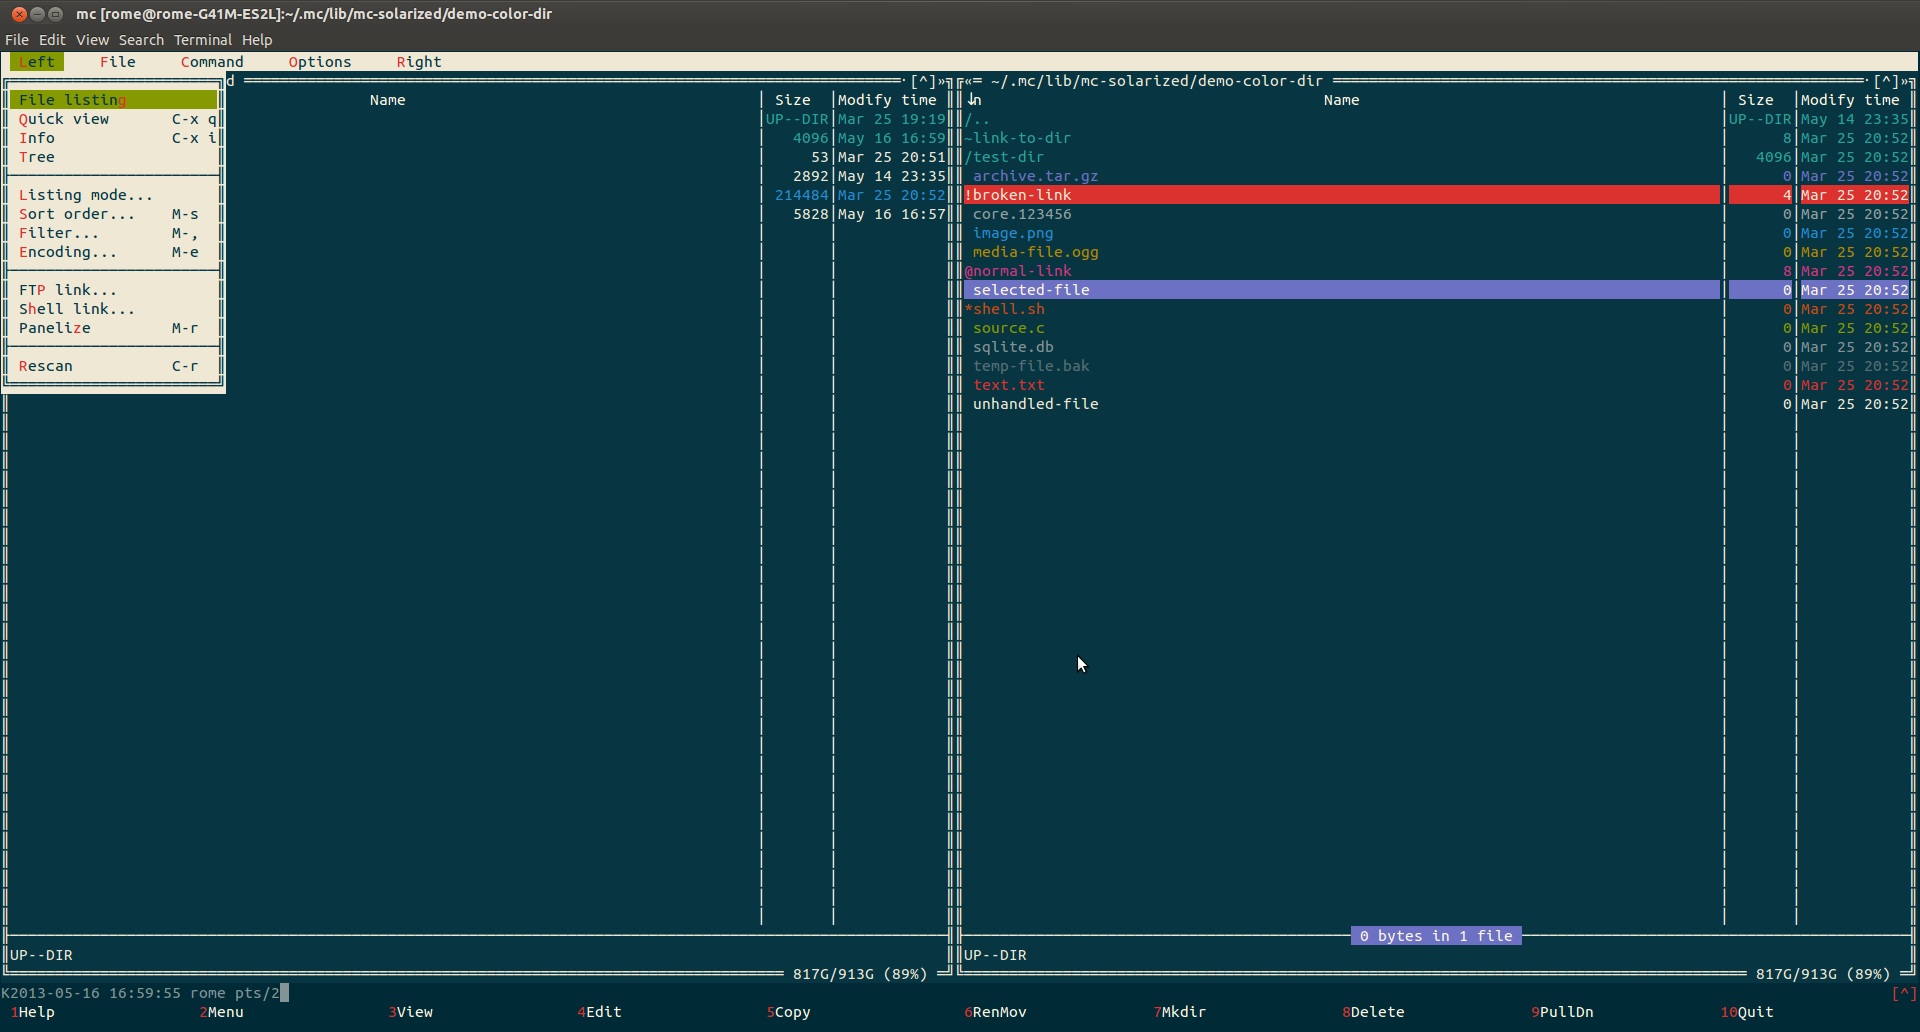 mc [rome@rome-G41M-ES2L]:~/.mc/lib/mc-solarized/demo-color-dir
File Edit View Search Terminal Help
Left File Command Options Right
d [^]» «= ~/.mc/lib/mc-solarized/demo-color-dir [^]»
File listing Name Size Modify time ↓n Name Size Modify time
Quick view C-x q UP--DIR Mar 25 19:19 /.. UP--DIR May 14 23:35
Info C-x i 4096 May 16 16:59 ~link-to-dir 8 Mar 25 20:52
Tree 53 Mar 25 20:51 /test-dir 4096 Mar 25 20:52
2892 May 14 23:35 archive.tar.gz 0 Mar 25 20:52
Listing mode... 214484 Mar 25 20:52 !broken-link 4 Mar 25 20:52
Sort order... M-s 5828 May 16 16:57 core.123456 0 Mar 25 20:52
Filter... M-, image.png 0 Mar 25 20:52
Encoding... M-e media-file.ogg 0 Mar 25 20:52
@normal-link 8 Mar 25 20:52
FTP link... selected-file 0 Mar 25 20:52
Shell link... *shell.sh 0 Mar 25 20:52
Panelize M-r source.c 0 Mar 25 20:52
sqlite.db 0 Mar 25 20:52
Rescan C-r temp-file.bak 0 Mar 25 20:52
text.txt 0 Mar 25 20:52
unhandled-file 0 Mar 25 20:52
0 bytes in 1 file
UP--DIR UP--DIR
817G/913G (89%) 817G/913G (89%)
K2013-05-16 16:59:55 rome pts/2 [^]
1Help 2Menu 3View 4Edit 5Copy 6RenMov 7Mkdir 8Delete 9PullDn 10Quit